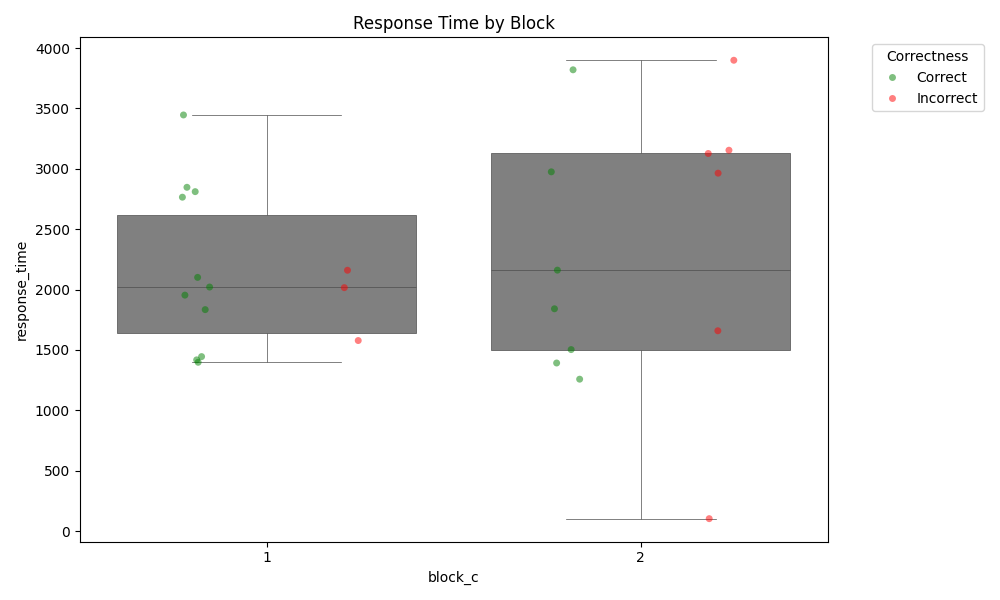 Response Time by Block
Correctness
Correct
Incorrect
response_time
4000
3500
3000
2500
2000
1500
1000
500
0
1 2
block_c